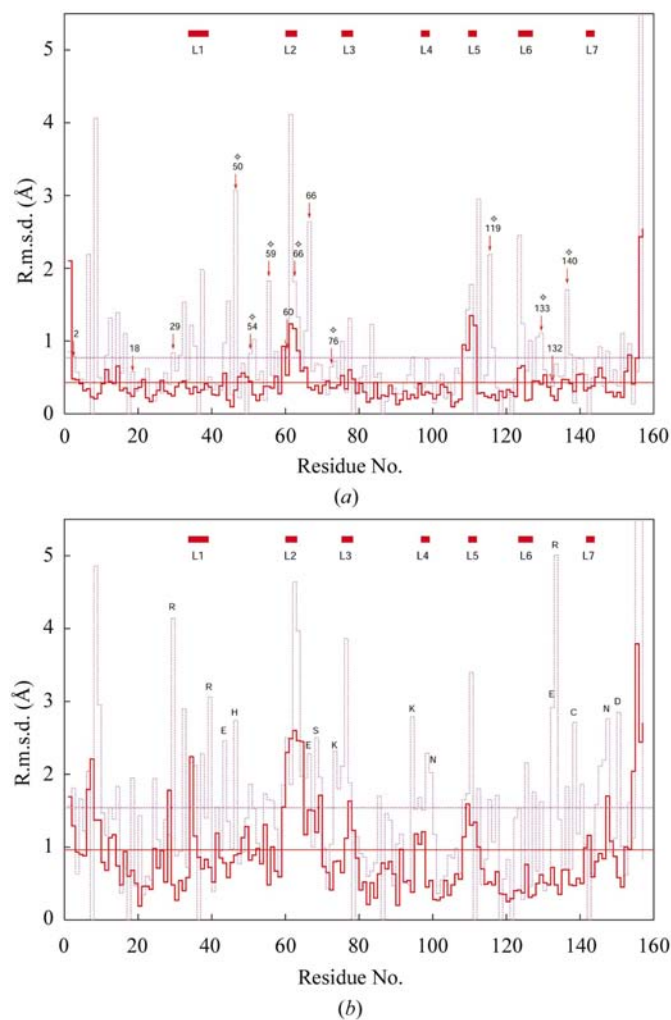 5
4
3
2
1
0
R.m.s.d. (Å)
L1 L2 L3 L4 L5 L6 L7
50
59
66
66
119
140
54
60
76
133
132
2
18
29
0 20 40 60 80 100 120 140 160
Residue No.
(a)
5
4
3
2
1
0
R.m.s.d. (Å)
L1 L2 L3 L4 L5 L6 L7
R
R
R
E H
E S
K
K
N
E
C
N D
0 20 40 60 80 100 120 140 160
Residue No.
(b)